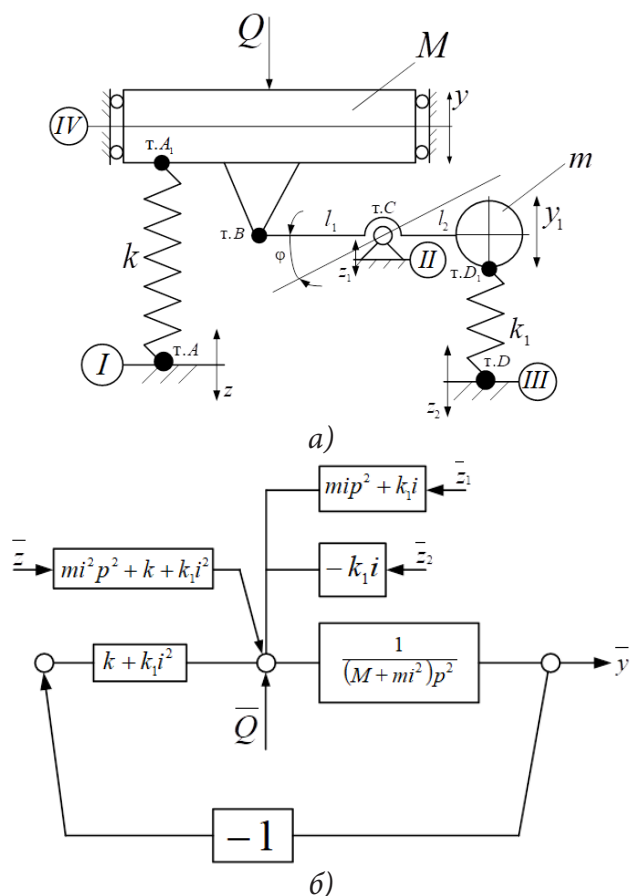 Q
M
y
IV
т.A₁
m
т.B
l₁
т.C
l₂
y₁
k
φ
z₁
II
т.D₁
k₁
I
т.A
z
т.D
z₂
III
а)
mip² + k₁i
z̄₁
z̄
mi²p² + k + k₁i²
− k₁i
z̄₂
k + k₁i²
1
(M + mi²)p²
ȳ
Q̄
−1
б)